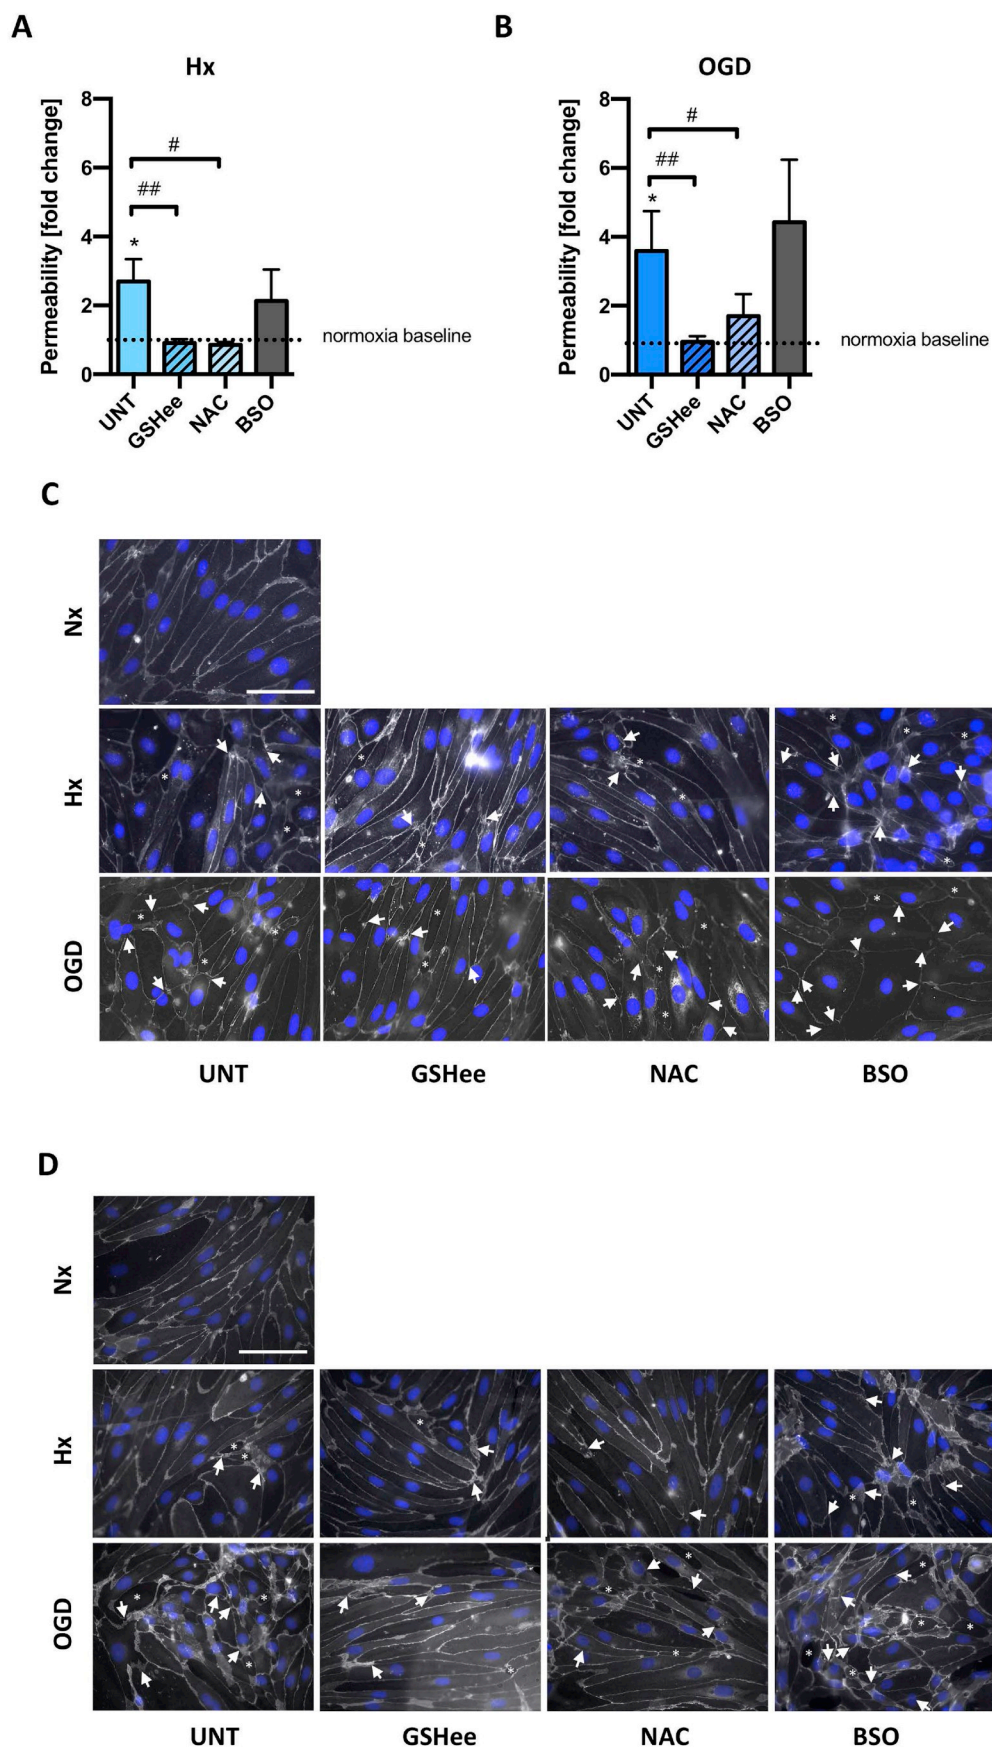 A
B
Hx
OGD
Permeability [fold change]
8
6
4
2
0
#
##
*
normoxia baseline
UNT
GSHee
NAC
BSO
Permeability [fold change]
8
6
4
2
0
#
##
*
normoxia baseline
UNT
GSHee
NAC
BSO
C
Nx
Hx
OGD
UNT GSHee NAC BSO
D
Nx
Hx
OGD
UNT GSHee NAC BSO